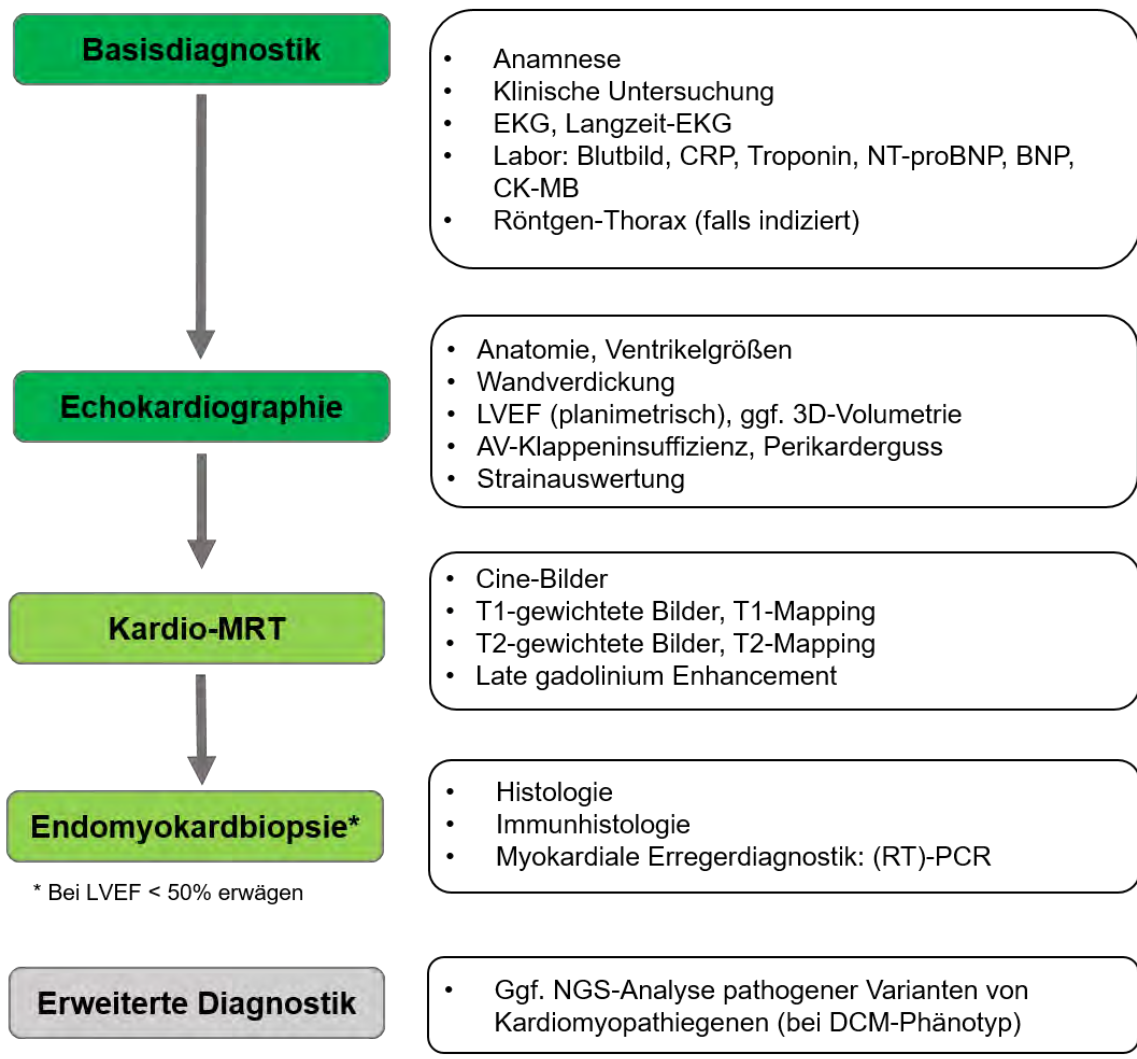 Basisdiagnostik
• Anamnese
• Klinische Untersuchung
• EKG, Langzeit-EKG
• Labor: Blutbild, CRP, Troponin, NT-proBNP, BNP,
CK-MB
• Röntgen-Thorax (falls indiziert)
Echokardiographie
• Anatomie, Ventrikelgrößen
• Wandverdickung
• LVEF (planimetrisch), ggf. 3D-Volumetrie
• AV-Klappeninsuffizienz, Perikarderguss
• Strainauswertung
Kardio-MRT
• Cine-Bilder
• T1-gewichtete Bilder, T1-Mapping
• T2-gewichtete Bilder, T2-Mapping
• Late gadolinium Enhancement
Endomyokardbiopsie*
• Histologie
• Immunhistologie
• Myokardiale Erregerdiagnostik: (RT)-PCR
* Bei LVEF < 50% erwägen
Erweiterte Diagnostik
• Ggf. NGS-Analyse pathogener Varianten von
Kardiomyopathiegenen (bei DCM-Phänotyp)